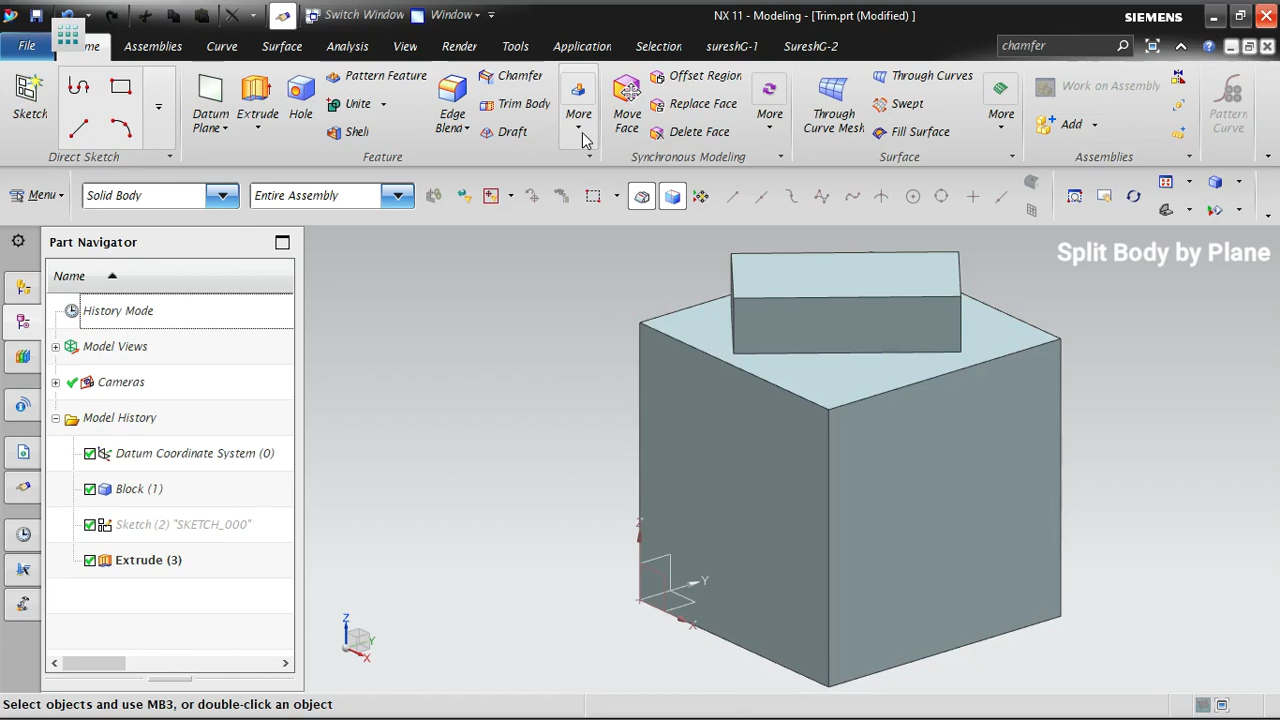 Switch Window
Window
NX 11 - Modeling - [Trim.prt (Modified) ]
SIEMENS
File
me
Assemblies
Curve
Surface
Analysis
View
Render
Tools
Application
Selection
sureshG-1
SureshG-2
chamfer
Sketch
Direct Sketch
Datum
Plane
Extrude
Hole
Pattern Feature
Unite
Shell
Edge
Blend
Chamfer
Trim Body
Draft
More
Feature
Move
Face
Offset Region
Replace Face
Delete Face
More
Synchronous Modeling
Through
Curve Mesh
Through Curves
Swept
Fill Surface
More
Surface
Work on Assembly
Add
Pattern
Curve
Assemblies
Menu
Solid Body
Entire Assembly
Part Navigator
Name
History Mode
Model Views
Cameras
Model History
Datum Coordinate System (0)
Block (1)
Sketch (2) "SKETCH_000"
Extrude (3)
Split Body by Plane
Z
Y
X
Z
Y
X
Select objects and use MB3, or double-click an object